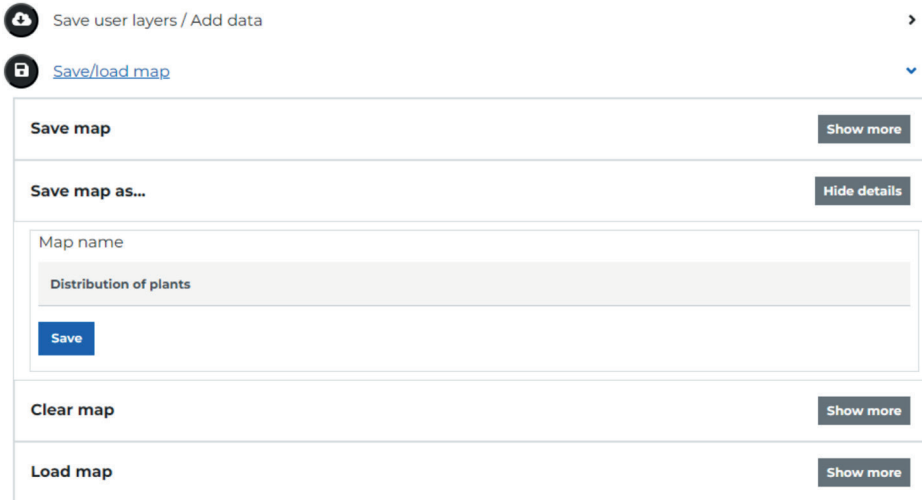 Save user layers / Add data
Save/load map
Save map
Show more
Save map as...
Hide details
Map name
Distribution of plants
Save
Clear map
Show more
Load map
Show more